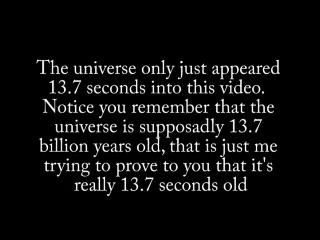 The universe only just appeared
13.7 seconds into this video.
Notice you remember that the
universe is supposadly 13.7
billion years old, that is just me
trying to prove to you that it's
really 13.7 seconds old